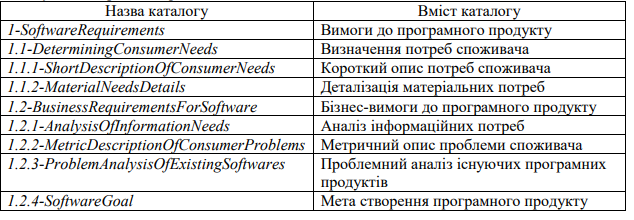 Назва каталогу Вміст каталогу
1-SoftwareRequirements Вимоги до програмного продукту
1.1-DeterminingConsumerNeeds Визначення потреб споживача
1.1.1-ShortDescriptionOfConsumerNeeds Короткий опис потреб споживача
1.1.2-MaterialNeedsDetails Деталізація матеріальних потреб
1.2-BusinessRequirementsForSoftware Бізнес-вимоги до програмного продукту
1.2.1-AnalysisOfInformationNeeds Аналіз інформаційних потреб
1.2.2-MetricDescriptionOfConsumerProblems Метричний опис проблеми споживача
1.2.3-ProblemAnalysisOfExistingSoftwares Проблемний аналіз існуючих програмних
продуктів
1.2.4-SoftwareGoal Мета створення програмного продукту